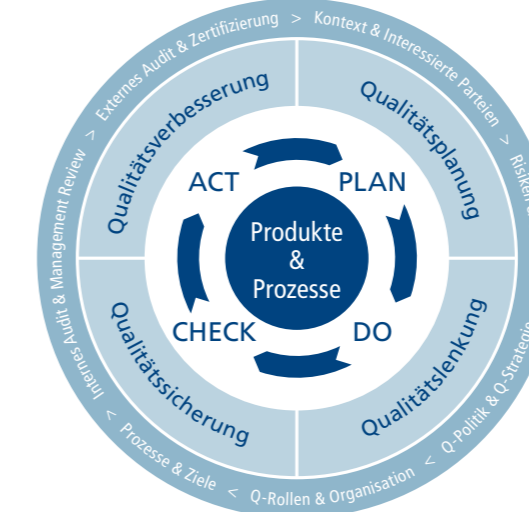 Externes Audit & Zertifizierung > Kontext & Interessierte Parteien > Risiken
Q-Politik & Q-Strategie
< Q-Rollen & Organisation <
Prozesse & Ziele <
Internes Audit & Management Review >
Qualitätsverbesserung
Qualitätsplanung
ACT
PLAN
Produkte
&
Prozesse
CHECK
DO
Qualitätssicherung
Qualitätslenkung